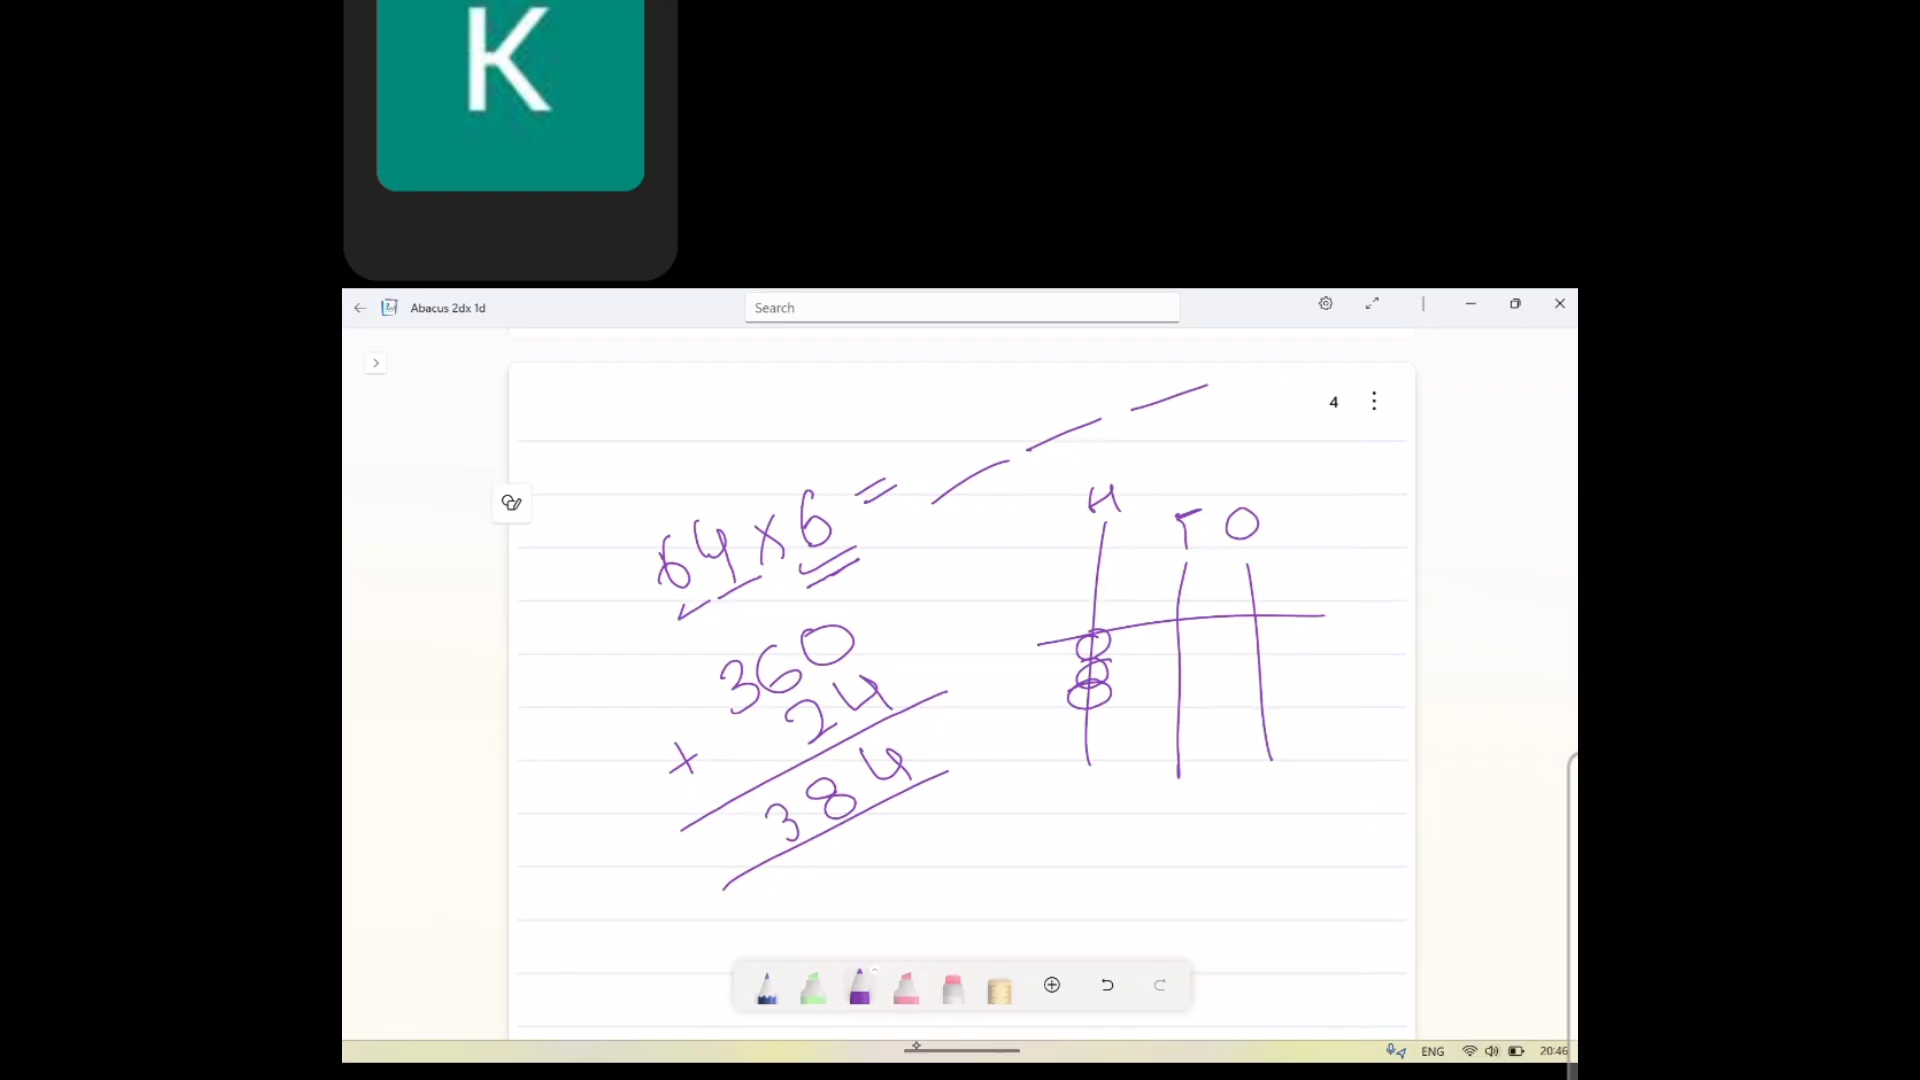 K
Abacus 2dx 1d
Search
4
64 x 6 =
H T O
360
+ 24
384
ENG
20:46